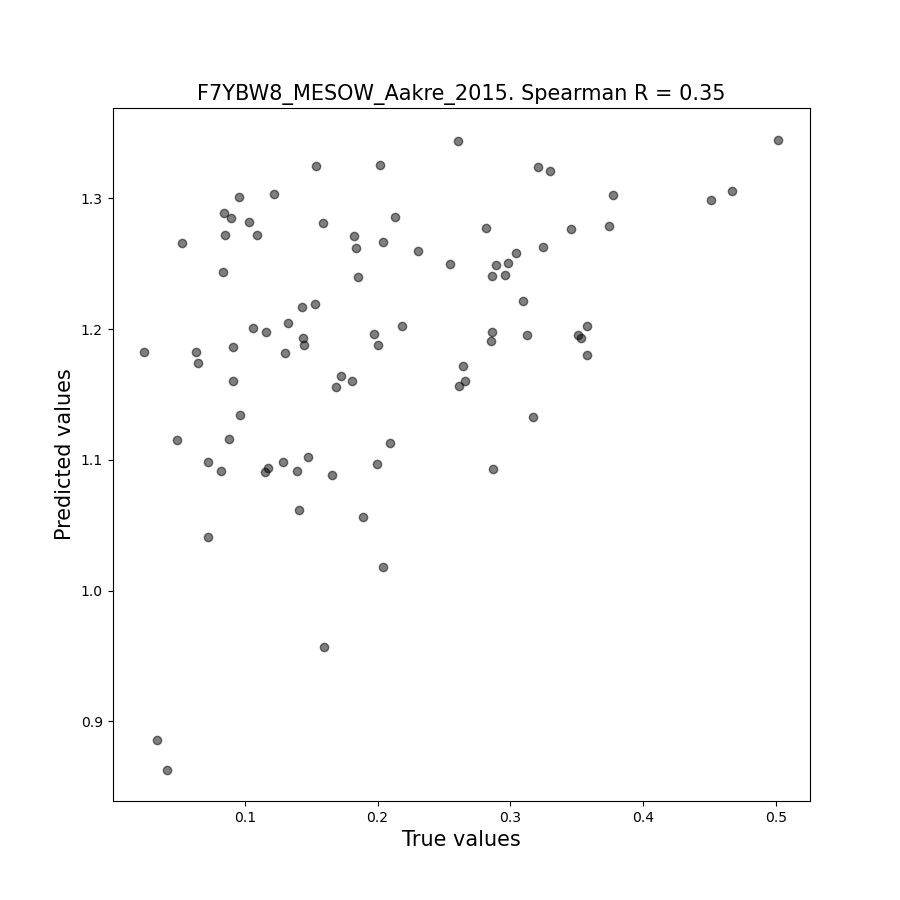 F7YBW8_MESOW_Aakre_2015. Spearman R = 0.35
1.3
1.2
1.1
1.0
0.9
Predicted values
0.1 0.2 0.3 0.4 0.5
True values